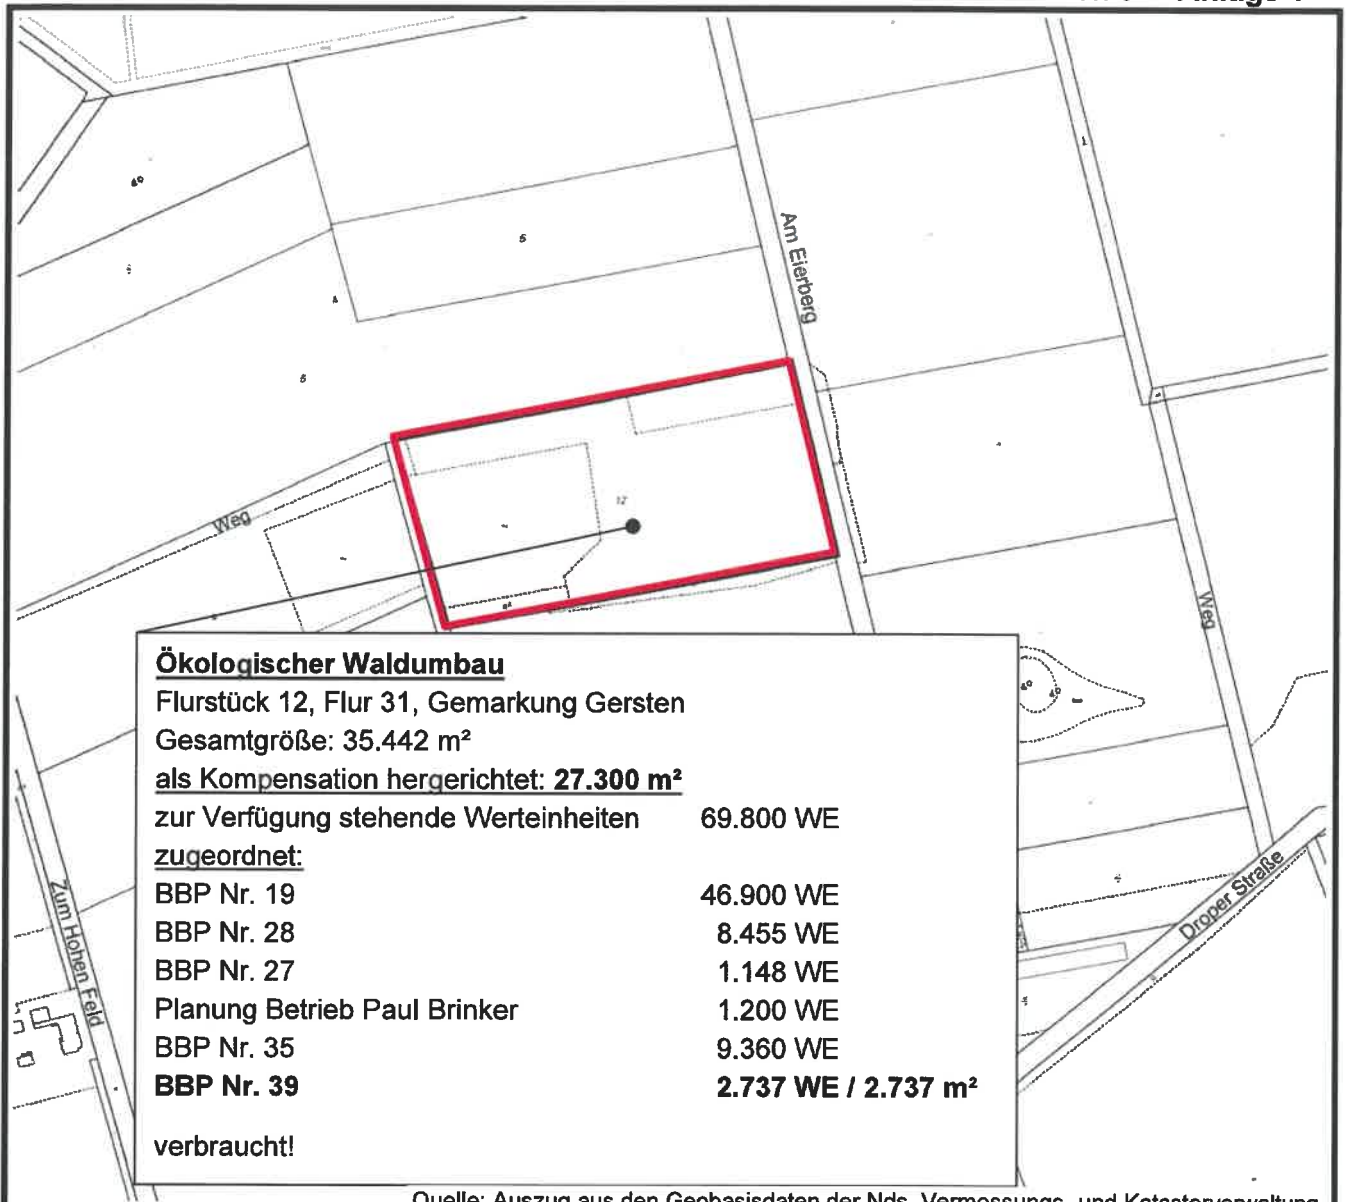 Am Eierberg
Weg
12
Weg
Ökologischer Waldumbau
Flurstück 12, Flur 31, Gemarkung Gersten
Gesamtgröße: 35.442 m²
als Kompensation hergerichtet: 27.300 m²
zur Verfügung stehende Werteinheiten 69.800 WE
zugeordnet:
BBP Nr. 19 46.900 WE
BBP Nr. 28 8.455 WE
BBP Nr. 27 1.148 WE
Planung Betrieb Paul Brinker 1.200 WE
BBP Nr. 35 9.360 WE
BBP Nr. 39 2.737 WE / 2.737 m²
verbraucht!
Zum Hohen Feld
Droper Straße
Quelle: Auszug aus den Geobasisdaten der Nds. Vermessungs- und Katasterverwaltung